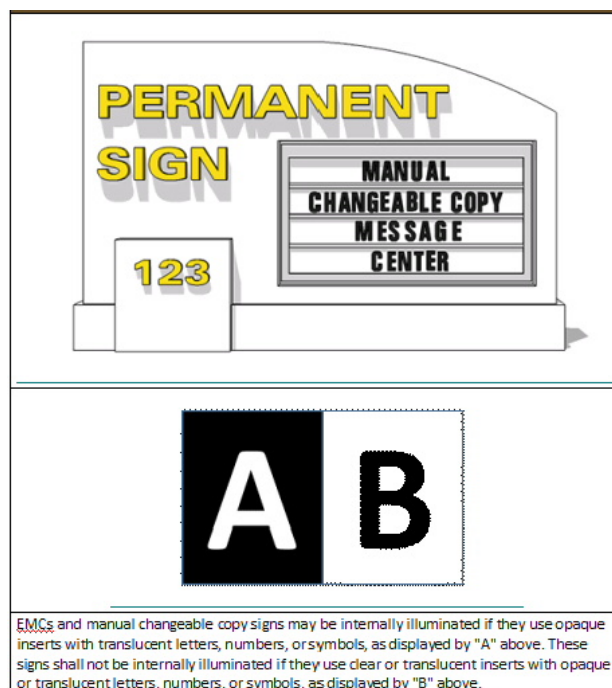 PERMANENT
SIGN
MANUAL
CHANGEABLE COPY
MESSAGE
CENTER
123
A B
EMCs and manual changeable copy signs may be internally illuminated if they use opaque
inserts with translucent letters, numbers, or symbols, as displayed by "A" above. These
signs shall not be internally illuminated if they use clear or translucent inserts with opaque
or translucent letters, numbers, or symbols, as displayed by "B" above.